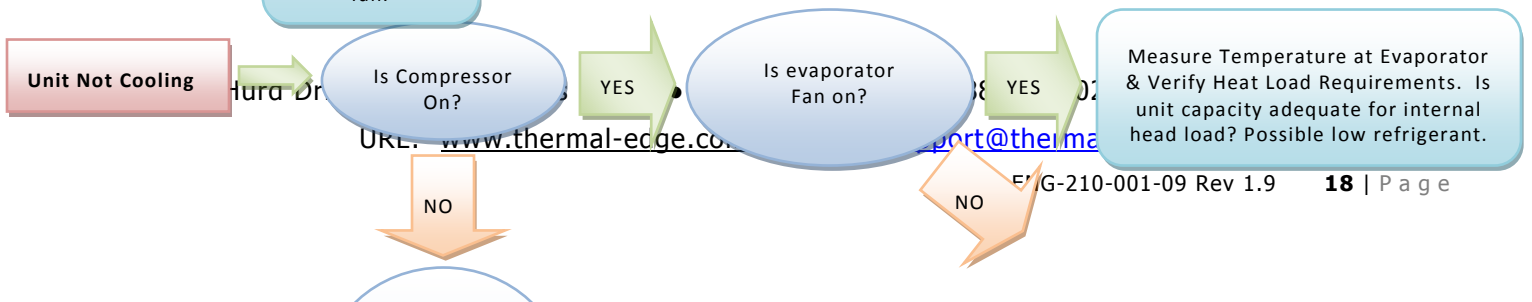 Unit Not Cooling
Is Compressor
On?
YES
Is evaporator
Fan on?
YES
Measure Temperature at Evaporator
& Verify Heat Load Requirements. Is
unit capacity adequate for internal
head load? Possible low refrigerant.
Hurd
URL: www.thermal-edge.co
NO
NO
G-210-001-09 Rev 1.9 18 | Page